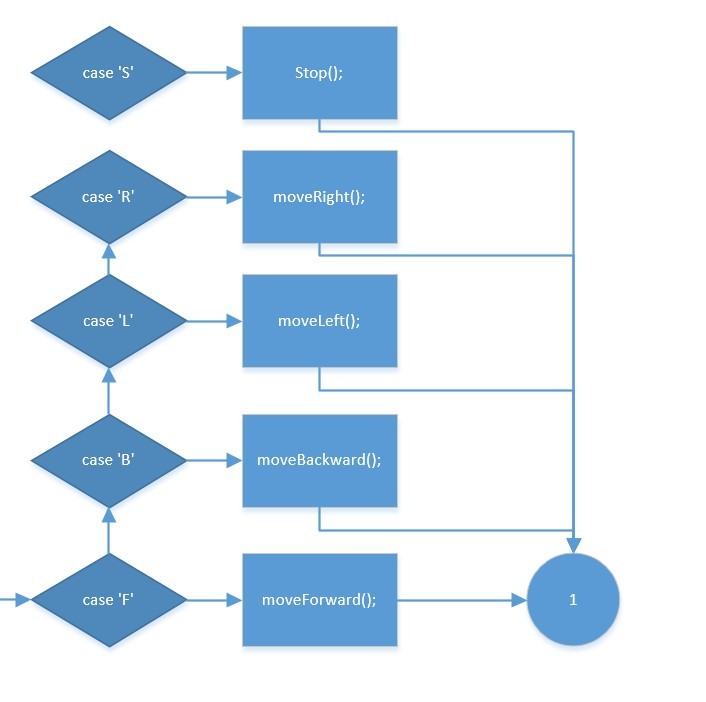 case 'S'
Stop();
case 'R'
moveRight();
case 'L'
moveLeft();
case 'B'
moveBackward();
case 'F'
moveForward();
1